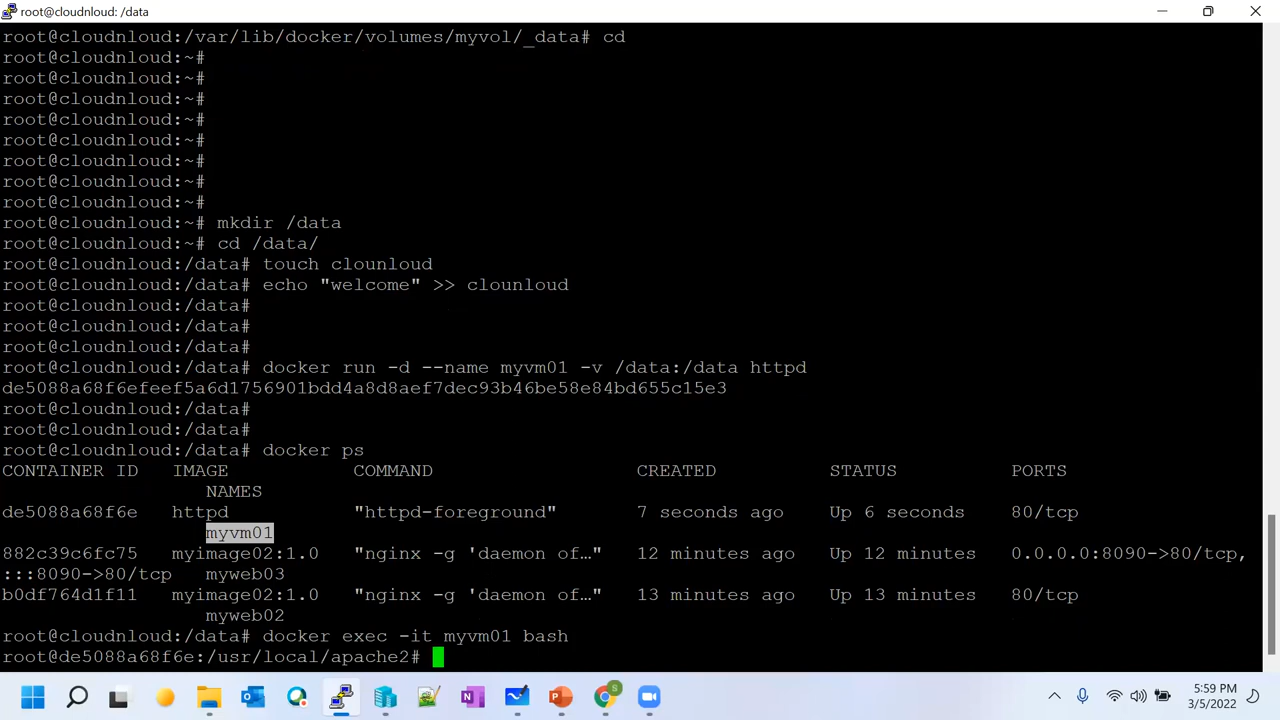 root@cloudnloud: /data
root@cloudnloud:/var/lib/docker/volumes/myvol/_data# cd
root@cloudnloud:~#
root@cloudnloud:~#
root@cloudnloud:~#
root@cloudnloud:~#
root@cloudnloud:~#
root@cloudnloud:~#
root@cloudnloud:~#
root@cloudnloud:~#
root@cloudnloud:~# mkdir /data
root@cloudnloud:~# cd /data/
root@cloudnloud:/data# touch clounloud
root@cloudnloud:/data# echo "welcome" >> clounloud
root@cloudnloud:/data#
root@cloudnloud:/data#
root@cloudnloud:/data#
root@cloudnloud:/data# docker run -d --name myvm01 -v /data:/data httpd
de5088a68f6efeef5a6d1756901bdd4a8d8aef7dec93b46be58e84bd655c15e3
root@cloudnloud:/data#
root@cloudnloud:/data#
root@cloudnloud:/data# docker ps
CONTAINER ID IMAGE COMMAND CREATED STATUS PORTS
NAMES
de5088a68f6e httpd "httpd-foreground" 7 seconds ago Up 6 seconds 80/tcp
myvm01
882c39c6fc75 myimage02:1.0 "nginx -g 'daemon of…" 12 minutes ago Up 12 minutes 0.0.0.0:8090->80/tcp,
:::8090->80/tcp myweb03
b0df764d1f11 myimage02:1.0 "nginx -g 'daemon of…" 13 minutes ago Up 13 minutes 80/tcp
myweb02
root@cloudnloud:/data# docker exec -it myvm01 bash
root@de5088a68f6e:/usr/local/apache2#
5:59 PM
3/5/2022